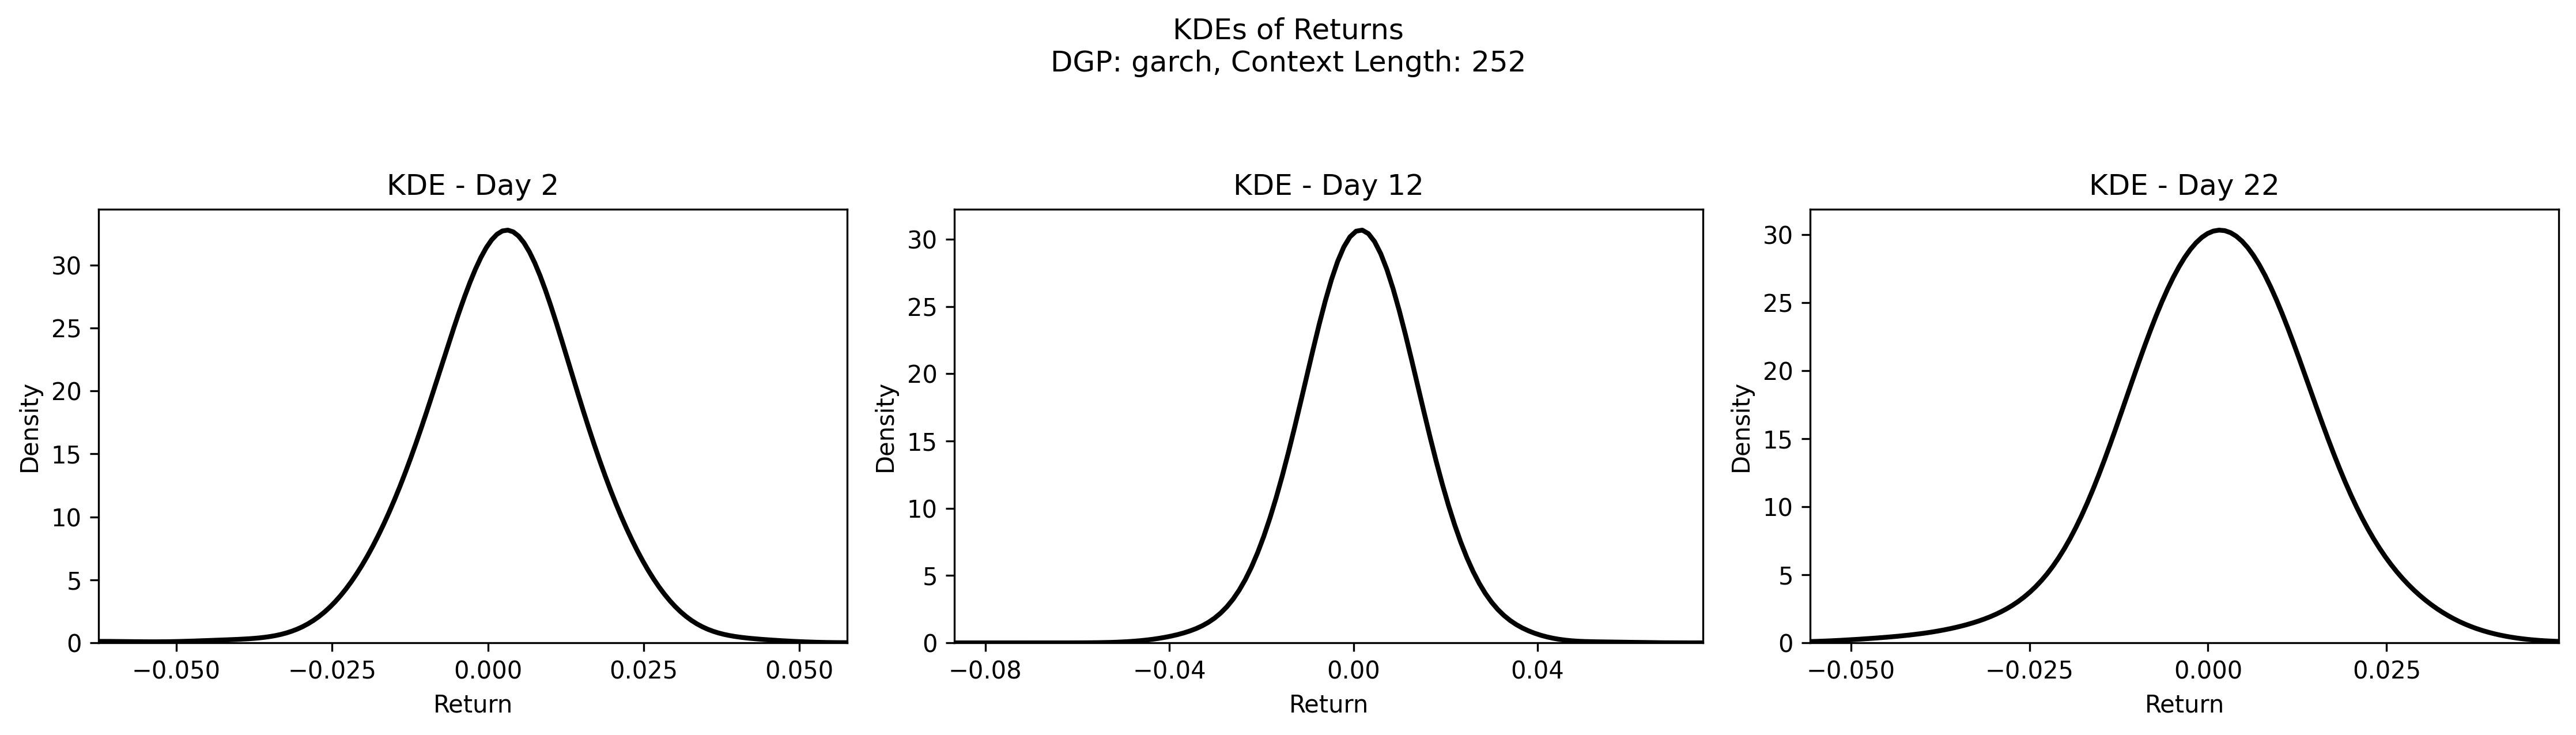 KDEs of Returns
DGP: garch, Context Length: 252
KDE - Day 2
30
25
20
15
10
5
0
Density
−0.050 −0.025 0.000 0.025 0.050
Return
KDE - Day 12
30
25
20
15
10
5
0
Density
−0.08 −0.04 0.00 0.04
Return
KDE - Day 22
30
25
20
15
10
5
0
Density
−0.050 −0.025 0.000 0.025
Return